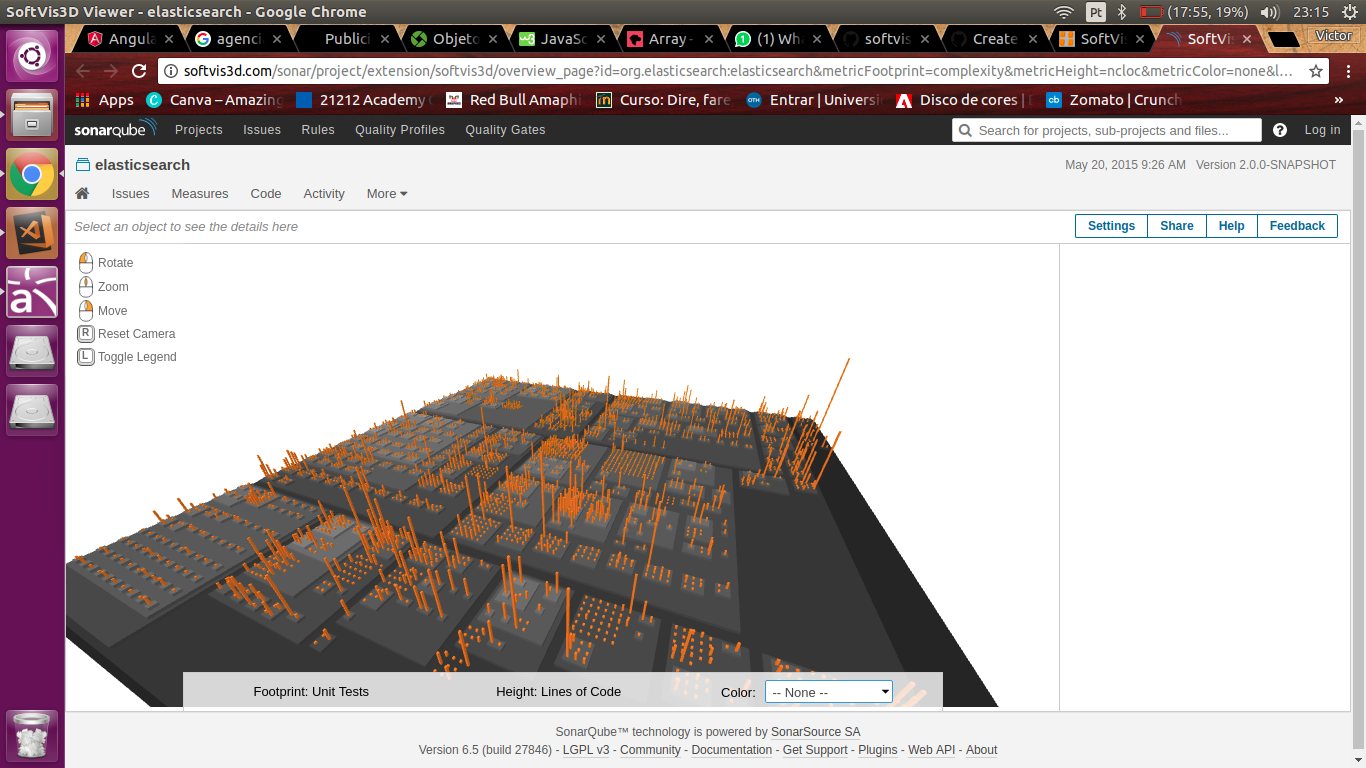 SoftVis3D Viewer - elasticsearch - Google Chrome
Pt
(17:55, 19%)
23:15
Angula
agenci
Publici
Objeto
JavaSc
Array -
(1) Wh
softvis
Create
SoftVi
SoftVi
Victor
softvis3d.com/sonar/project/extension/softvis3d/overview_page?id=org.elasticsearch:elasticsearch&metricFootprint=complexity&metricHeight=ncloc&metricColor=none&l...
Apps
Canva – Amazing
21212 Academy
Red Bull Amaphi
Curso: Dire, fare
Entrar | Universi
Disco de cores |
Zomato | Crunch
»
sonarqube
Projects
Issues
Rules
Quality Profiles
Quality Gates
Search for projects, sub-projects and files...
?
Log in
elasticsearch
May 20, 2015 9:26 AM Version 2.0.0-SNAPSHOT
Issues
Measures
Code
Activity
More
Select an object to see the details here
Settings
Share
Help
Feedback
Rotate
Zoom
Move
R Reset Camera
L Toggle Legend
Footprint: Unit Tests
Height: Lines of Code
Color: -- None --
SonarQube™ technology is powered by SonarSource SA
Version 6.5 (build 27846) - LGPL v3 - Community - Documentation - Get Support - Plugins - Web API - About